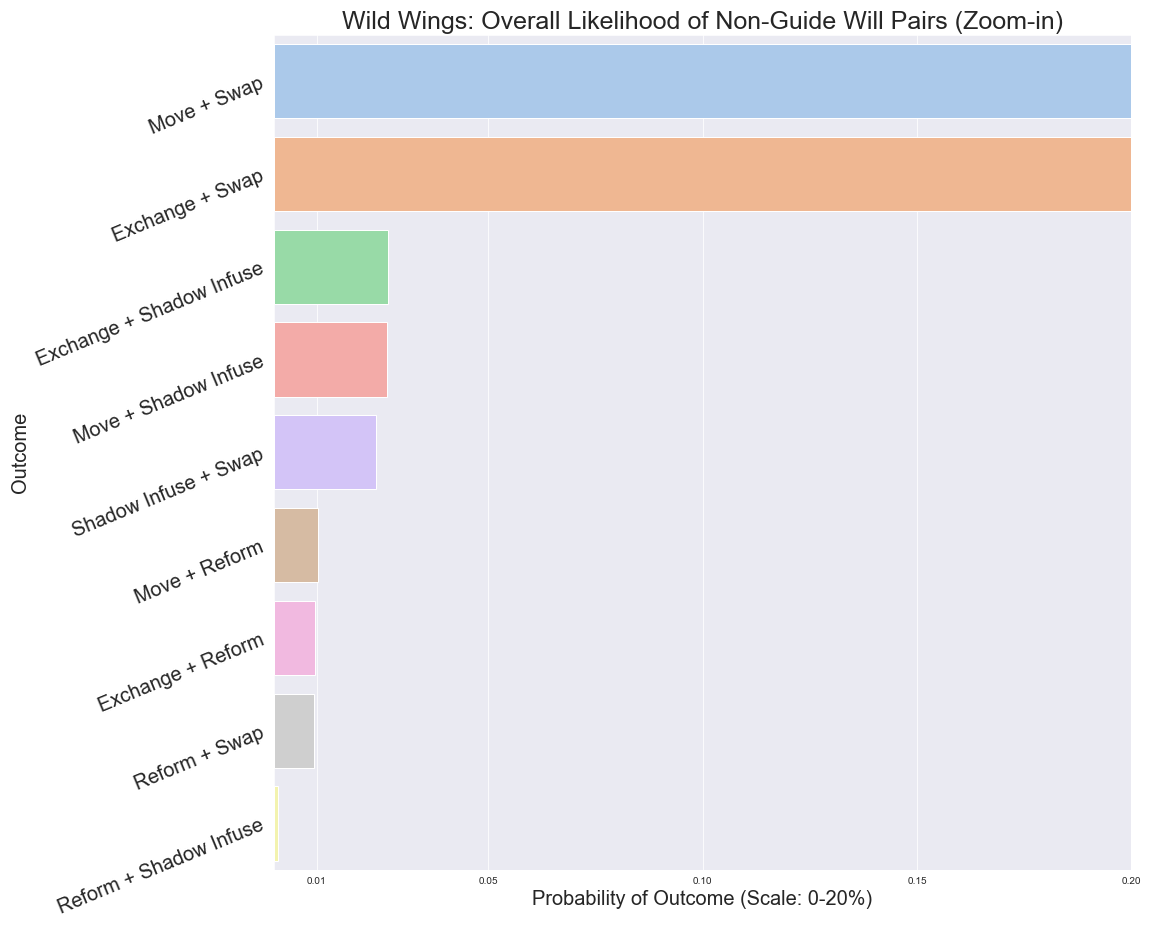 Wild Wings: Overall Likelihood of Non-Guide Will Pairs (Zoom-in)
Outcome
Move + Swap
Exchange + Swap
Exchange + Shadow Infuse
Move + Shadow Infuse
Shadow Infuse + Swap
Move + Reform
Exchange + Reform
Reform + Swap
Reform + Shadow Infuse
0.01 0.05 0.10 0.15 0.20
Probability of Outcome (Scale: 0-20%)